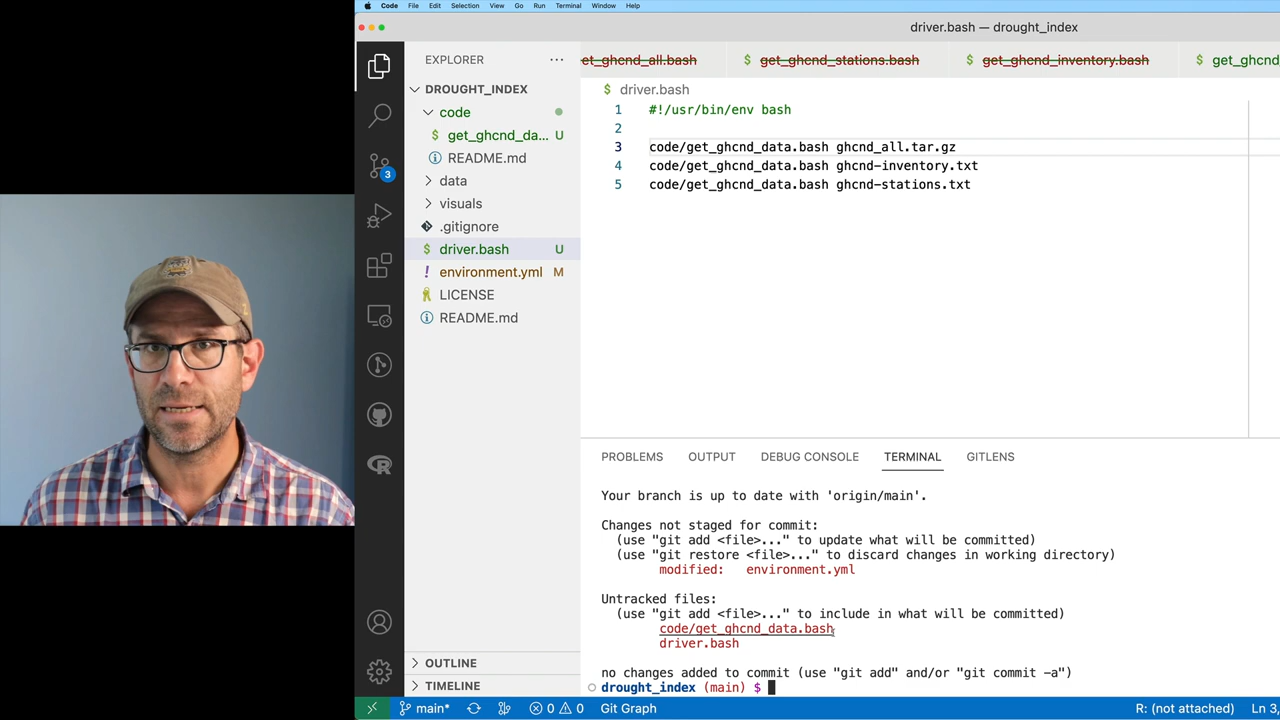 Code File Edit Selection View Go Run Terminal Window Help
driver.bash — drought_index
EXPLORER
et_ghcnd_all.bash
$ get_ghcnd_stations.bash
$ get_ghcnd_inventory.bash
$ get_ghcnd
DROUGHT_INDEX
$ driver.bash
code
1 #!/usr/bin/env bash
$ get_ghcnd_da... U
2
README.md
3 code/get_ghcnd_data.bash ghcnd_all.tar.gz
data
4 code/get_ghcnd_data.bash ghcnd-inventory.txt
visuals
5 code/get_ghcnd_data.bash ghcnd-stations.txt
.gitignore
$ driver.bash U
! environment.yml M
LICENSE
README.md
3
PROBLEMS OUTPUT DEBUG CONSOLE TERMINAL GITLENS
Your branch is up to date with 'origin/main'.
Changes not staged for commit:
(use "git add <file>..." to update what will be committed)
(use "git restore <file>..." to discard changes in working directory)
modified: environment.yml
Untracked files:
(use "git add <file>..." to include in what will be committed)
code/get_ghcnd_data.bash
driver.bash
no changes added to commit (use "git add" and/or "git commit -a")
drought_index (main) $
OUTLINE
TIMELINE
main* 0 0 Git Graph R: (not attached) Ln 3,